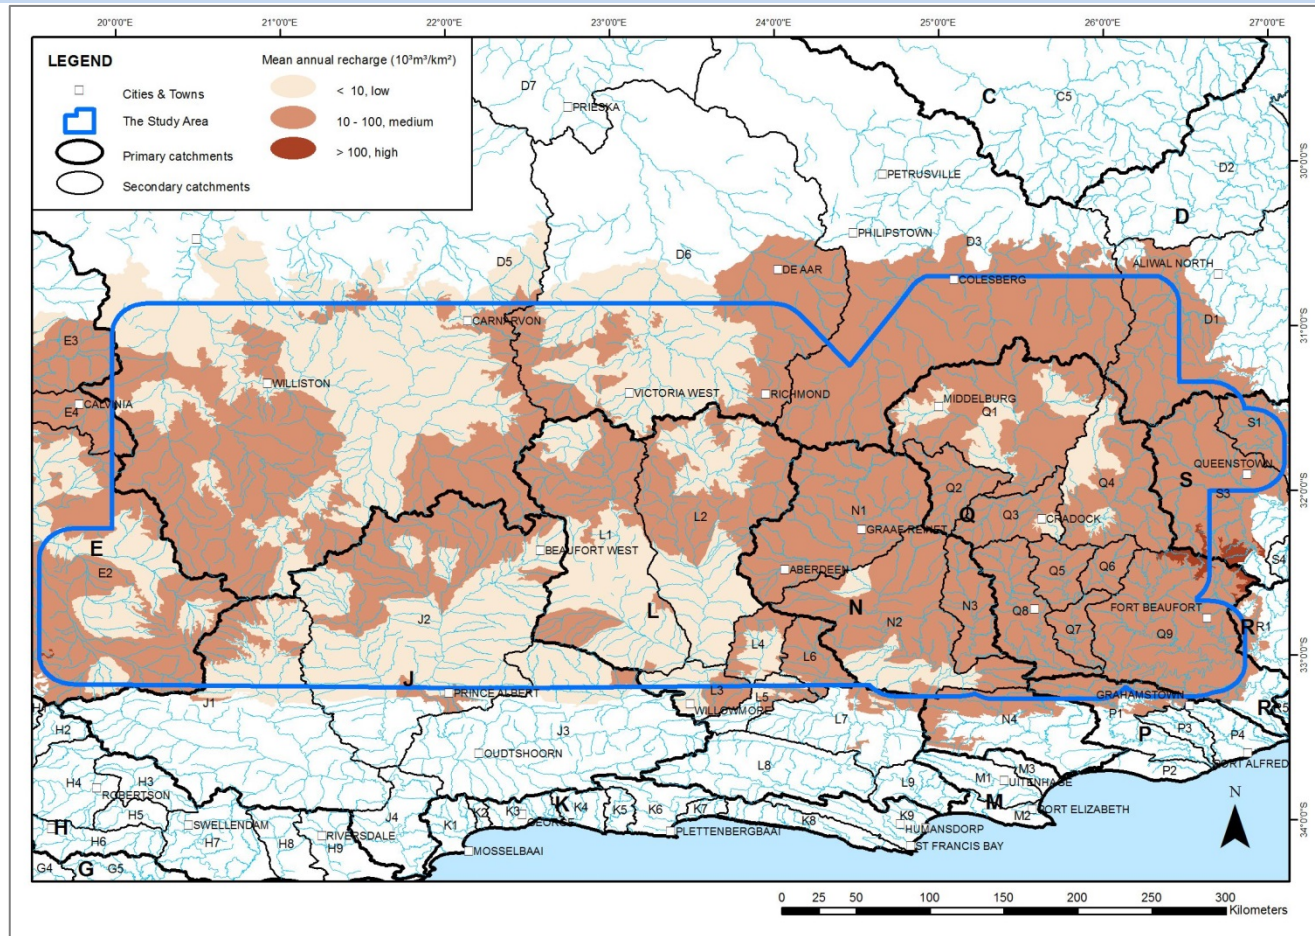 20°0'0"E 21°0'0"E 22°0'0"E 23°0'0"E 24°0'0"E 25°0'0"E 26°0'0"E 27°0'0"E
LEGEND
Cities & Towns
The Study Area
Primary catchments
Secondary catchments
Mean annual recharge (10³m³/km²)
< 10, low
10 - 100, medium
> 100, high
D7
PRIESKA
C
C5
D2
30°0'0"S
PETRUSVILLE
D
PHILIPSTOWN
D3
D5
D6
DE AAR
COLESBERG
ALIWAL NORTH
D1
31°0'0"S
CARNARVON
E3
WILLISTON
VICTORIA WEST
RICHMOND
MIDDELBURG
Q1
E4
CALVINIA
S1
QUEENSTOWN
S
S3
32°0'0"S
Q2
Q4
Q
Q3
CRADOCK
N1
GRAAF REINET
L2
L1
BEAUFORT WEST
E
E2
ABERDEEN
S4
Q5
Q6
N
N3
Q8
FORT BEAUFORT
L
J2
N2
Q7
Q9
R
R1
L4
L6
33°0'0"S
J
PRINCE ALBERT
L3
L5
WILLOWMORE
GRAHAMSTOWN
J1
H2
J3
L7
N4
P1
P
P3
P4
R
R5
OUDTSHOORN
PORT ALFRED
P2
L8
H4
H3
ROBERTSON
H5
L9
M1
M3
UITENHAGE
M
M2
PORT ELIZABETH
H
H6
SWELLENDAM
H7
H8
RIVERSDALE
H9
J4
K1
K2
K3
GEORGE
K
K4
K5
K6
K7
K8
K9
HUMANSDORP
PLETTENBERGBAAI
ST FRANCIS BAY
MOSSELBAAI
34°0'0"S
G4
G
G5
N
0 25 50 100 150 200 250 300
Kilometers